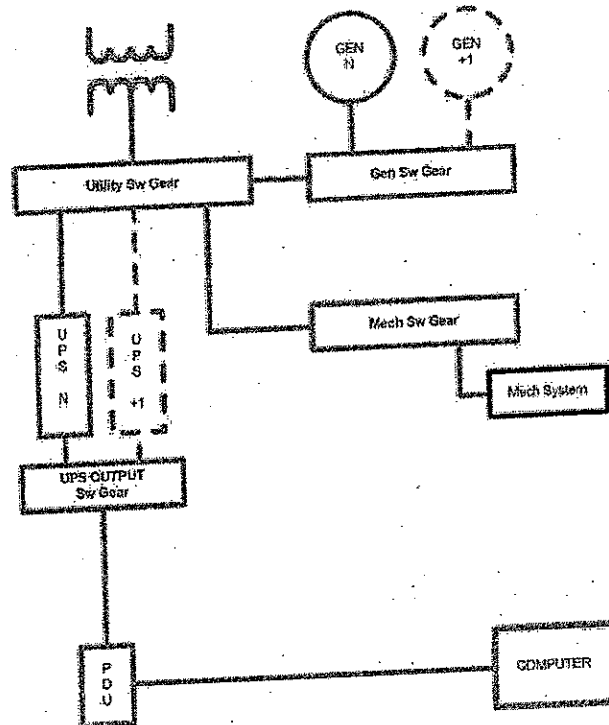 GEN
N
GEN
+1
Utility Sw Gear
Gen Sw Gear
Mech Sw Gear
Mech System
U
P
S
N
U
P
S
+1
UPS OUTPUT
Sw Gear
P
D
U
COMPUTER